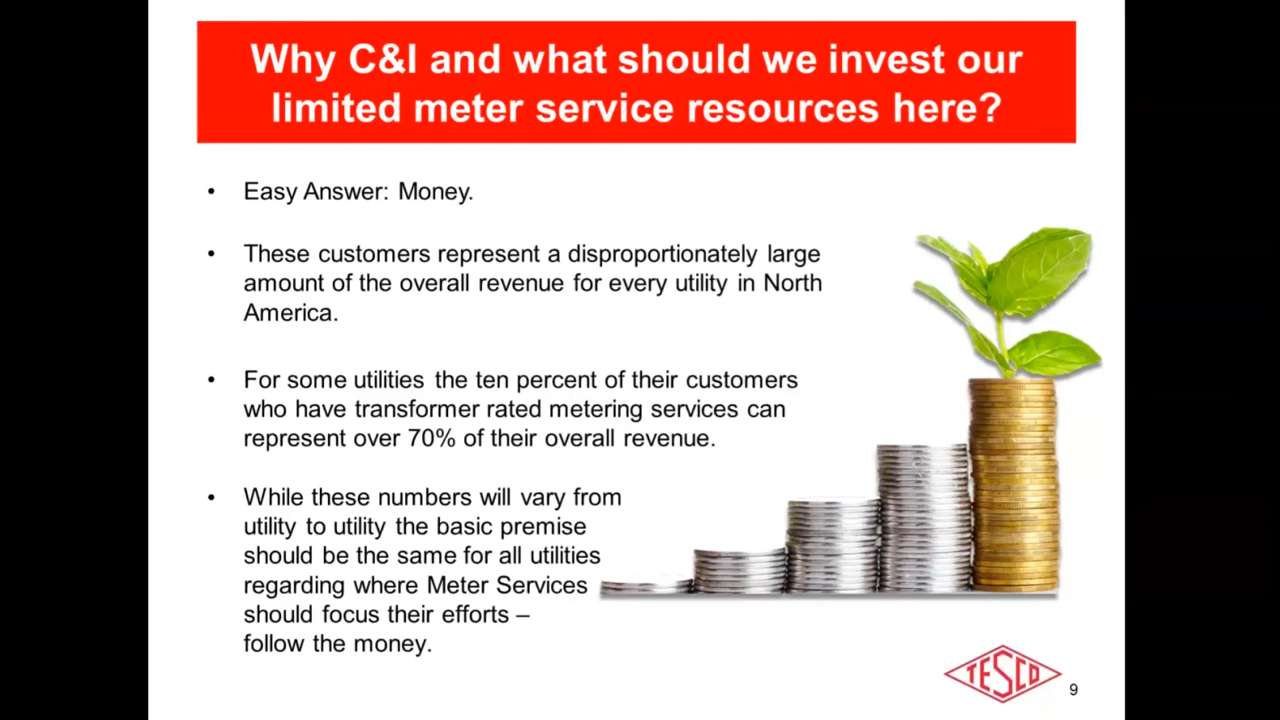 Why C&I and what should we invest our
limited meter service resources here?
• Easy Answer: Money.
• These customers represent a disproportionately large
amount of the overall revenue for every utility in North
America.
• For some utilities the ten percent of their customers
who have transformer rated metering services can
represent over 70% of their overall revenue.
• While these numbers will vary from
utility to utility the basic premise
should be the same for all utilities
regarding where Meter Services
should focus their efforts –
follow the money.
TESCO
9